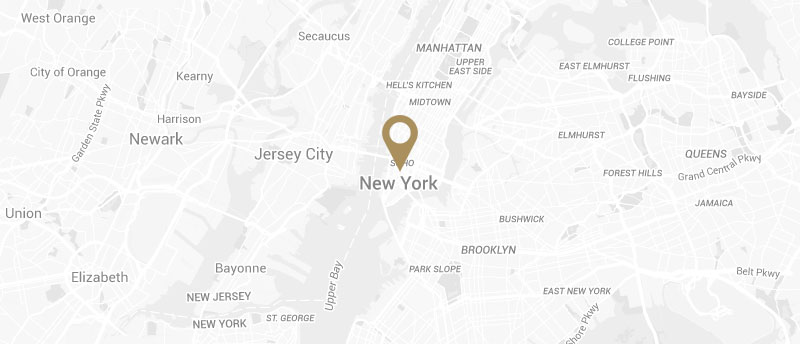 West Orange
Secaucus
MANHATTAN
COLLEGE POINT
UPPER
EAST SIDE
City of Orange
Kearny
EAST ELMHURST
FLUSHING
HELL'S KITCHEN
MIDTOWN
BAYSIDE
Garden State Pkwy
Harrison
Newark
ELMHURST
Jersey City
QUEENS
SOHO
Grand Central Pkwy
New York
FOREST HILLS
JAMAICA
Union
BUSHWICK
BROOKLYN
Elizabeth
Bayonne
Upper Bay
PARK SLOPE
Belt Pkwy
NEW JERSEY
EAST NEW YORK
NEW YORK
ST. GEORGE
Shore Pkwy